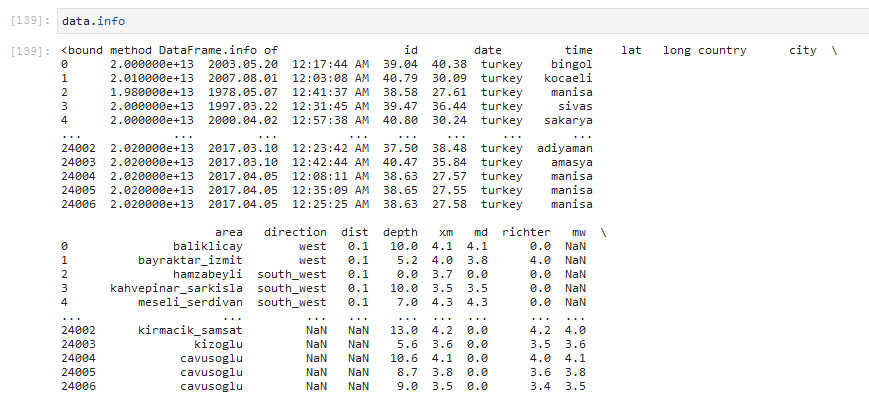 [139]: data.info
[139]: <bound method DataFrame.info of                  id        date         time    lat   long country      city  \
0      2.000000e+13  2003.05.20  12:17:44 AM  39.04  40.38  turkey    bingol
1      2.010000e+13  2007.08.01  12:03:08 AM  40.79  30.09  turkey   kocaeli
2      1.980000e+13  1978.05.07  12:41:37 AM  38.58  27.61  turkey    manisa
3      2.000000e+13  1997.03.22  12:31:45 AM  39.47  36.44  turkey     sivas
4      2.000000e+13  2000.04.02  12:57:38 AM  40.80  30.24  turkey   sakarya
...             ...         ...          ...    ...    ...     ...       ...
24002  2.020000e+13  2017.03.10  12:23:42 AM  37.50  38.48  turkey  adiyaman
24003  2.020000e+13  2017.03.10  12:42:44 AM  40.47  35.84  turkey    amasya
24004  2.020000e+13  2017.04.05  12:08:11 AM  38.63  27.57  turkey    manisa
24005  2.020000e+13  2017.04.05  12:35:09 AM  38.65  27.55  turkey    manisa
24006  2.020000e+13  2017.04.05  12:25:25 AM  38.63  27.58  turkey    manisa
area   direction  dist  depth   xm   md  richter   mw  \
0               baliklicay        west   0.1   10.0  4.1  4.1      0.0  NaN
1          bayraktar_izmit        west   0.1    5.2  4.0  3.8      4.0  NaN
2               hamzabeyli  south_west   0.1    0.0  3.7  0.0      0.0  NaN
3      kahvepinar_sarkisla  south_west   0.1   10.0  3.5  3.5      0.0  NaN
4          meseli_serdivan  south_west   0.1    7.0  4.3  4.3      0.0  NaN
...                    ...         ...   ...    ...  ...  ...      ...  ...
24002      kirmacik_samsat         NaN   NaN   13.0  4.2  0.0      4.2  4.0
24003              kizoglu         NaN   NaN    5.6  3.6  0.0      3.5  3.6
24004            cavusoglu         NaN   NaN   10.6  4.1  0.0      4.0  4.1
24005            cavusoglu         NaN   NaN    8.7  3.8  0.0      3.6  3.8
24006            cavusoglu         NaN   NaN    9.0  3.5  0.0      3.4  3.5